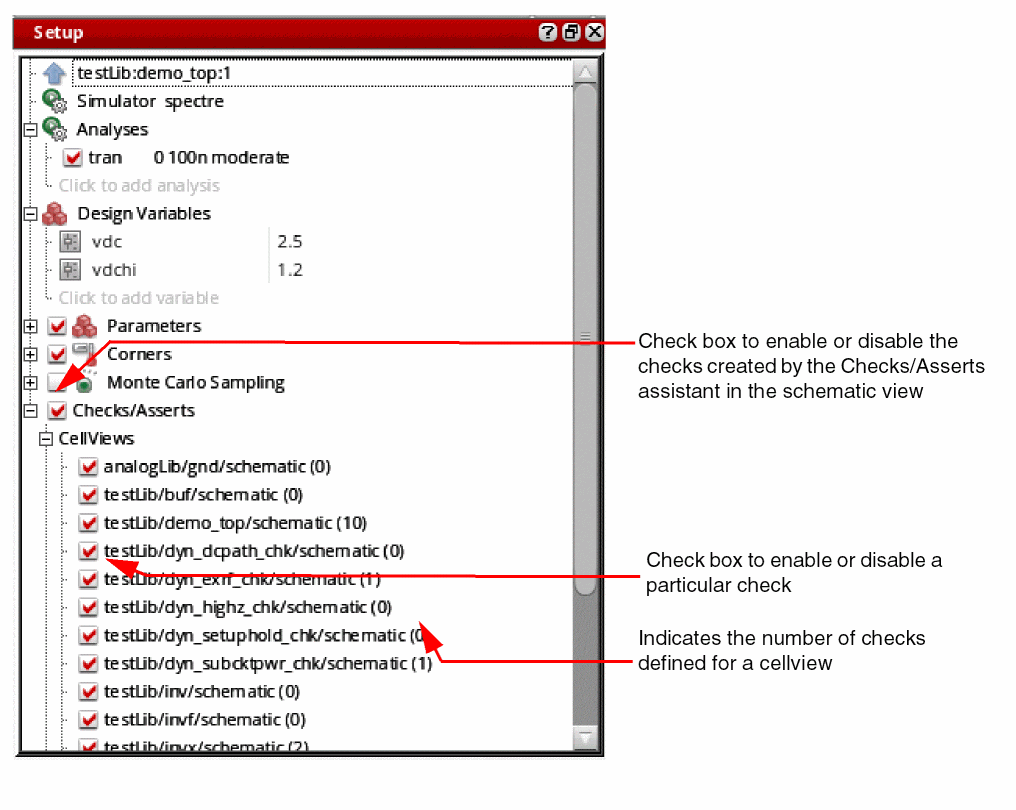 Setup
testLib:demo_top:1
Simulator spectre
Analyses
tran 0 100n moderate
Click to add analysis
Design Variables
vdc 2.5
vdchi 1.2
Click to add variable
Parameters
Corners
Monte Carlo Sampling
Checks/Asserts
CellViews
analogLib/gnd/schematic (0)
testLib/buf/schematic (0)
testLib/demo_top/schematic (10)
testLib/dyn_dcpath_chk/schematic (0)
testLib/dyn_exrf_chk/schematic (1)
testLib/dyn_highz_chk/schematic (0)
testLib/dyn_setuphold_chk/schematic (0
testLib/dyn_subcktpwr_chk/schematic (1)
testLib/inv/schematic (0)
testLib/invf/schematic (0)
testLib/invx/schematic (2)
Check box to enable or disable the
checks created by the Checks/Asserts
assistant in the schematic view
Check box to enable or disable a
particular check
Indicates the number of checks
defined for a cellview